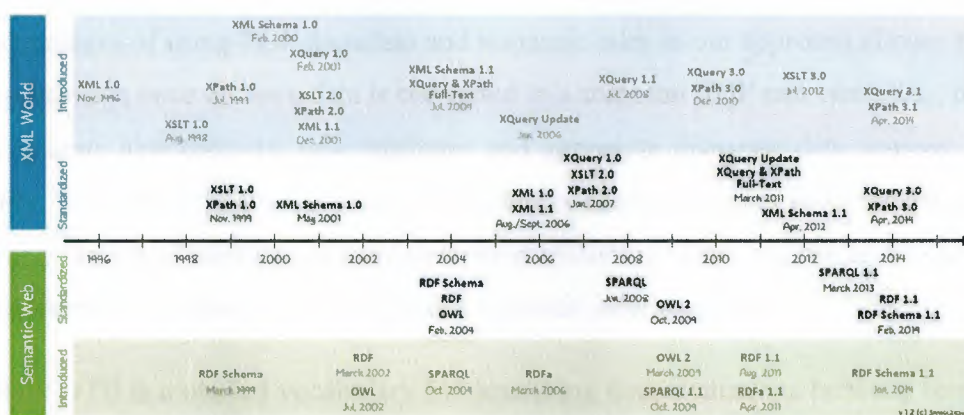 XML World
Introduced
Standardized
XML Schema 1.0
Feb. 2000
XQuery 1.0
Feb. 2001
XML 1.0
Nov. 1996
XPath 1.0
Jul. 1999
XSLT 1.0
Aug. 1998
XSLT 2.0
XPath 2.0
XML 1.1
Dec. 2001
XML Schema 1.1
XQuery & XPath
Full-Text
Jul. 2004
XQuery Update
Jan. 2006
XQuery 1.1
Jul. 2008
XQuery 3.0
XPath 3.0
Dec. 2010
XSLT 3.0
Jul. 2012
XQuery 3.1
XPath 3.1
Apr. 2014
XSLT 1.0
XPath 1.0
Nov. 1999
XML Schema 1.0
May 2001
XML 1.0
XML 1.1
Aug./Sept. 2006
XQuery 1.0
XSLT 2.0
XPath 2.0
Jan. 2007
XQuery Update
XQuery & XPath
Full-Text
March 2011
XML Schema 1.1
Apr. 2012
XQuery 3.0
XPath 3.0
Apr. 2014
1996 1998 2000 2002 2004 2006 2008 2010 2012 2014
Semantic Web
Standardized
Introduced
RDF Schema
RDF
OWL
Feb. 2004
SPARQL
Jan. 2008
OWL 2
Oct. 2009
SPARQL 1.1
March 2013
RDF 1.1
RDF Schema 1.1
Feb. 2014
RDF Schema
March 1999
RDF
March 2002
OWL
Jul. 2002
SPARQL
Oct. 2004
RDFa
March 2006
OWL 2
March 2009
SPARQL 1.1
Oct. 2009
RDF 1.1
Aug. 2011
RDFa 1.1
Apr. 2011
RDF Schema 1.1
Jan. 2014
v 1.2 (c)